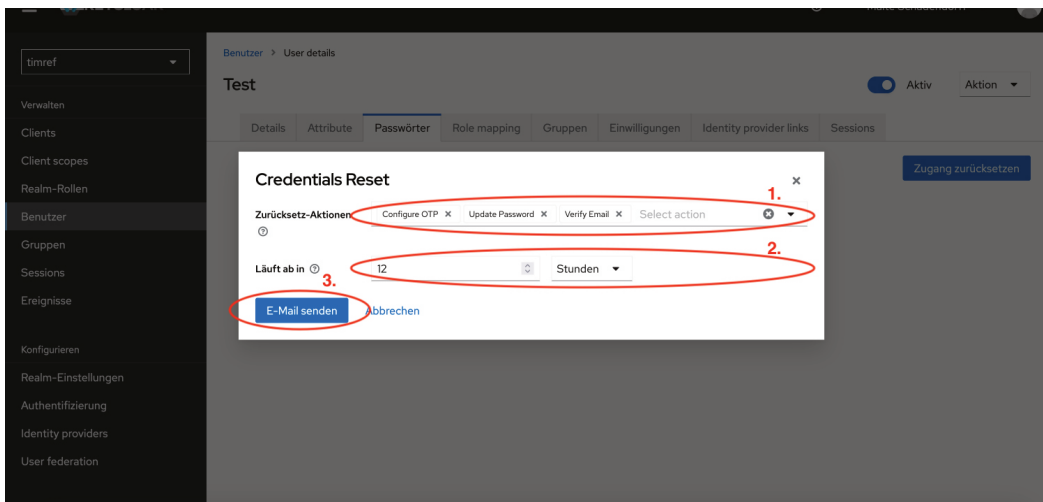 timref
Verwalten
Clients
Client scopes
Realm-Rollen
Benutzer
Gruppen
Sessions
Ereignisse
Konfigurieren
Realm-Einstellungen
Authentifizierung
Identity providers
User federation
Benutzer > User details
Test
Aktiv
Aktion
Details Attribute Passwörter Role mapping Gruppen Einwilligungen Identity provider links Sessions
Zugang zurücksetzen
Credentials Reset
1.
Zurücksetz-Aktionen Configure OTP Update Password Verify Email Select action
2.
Läuft ab in 12 Stunden
3.
E-Mail senden Abbrechen